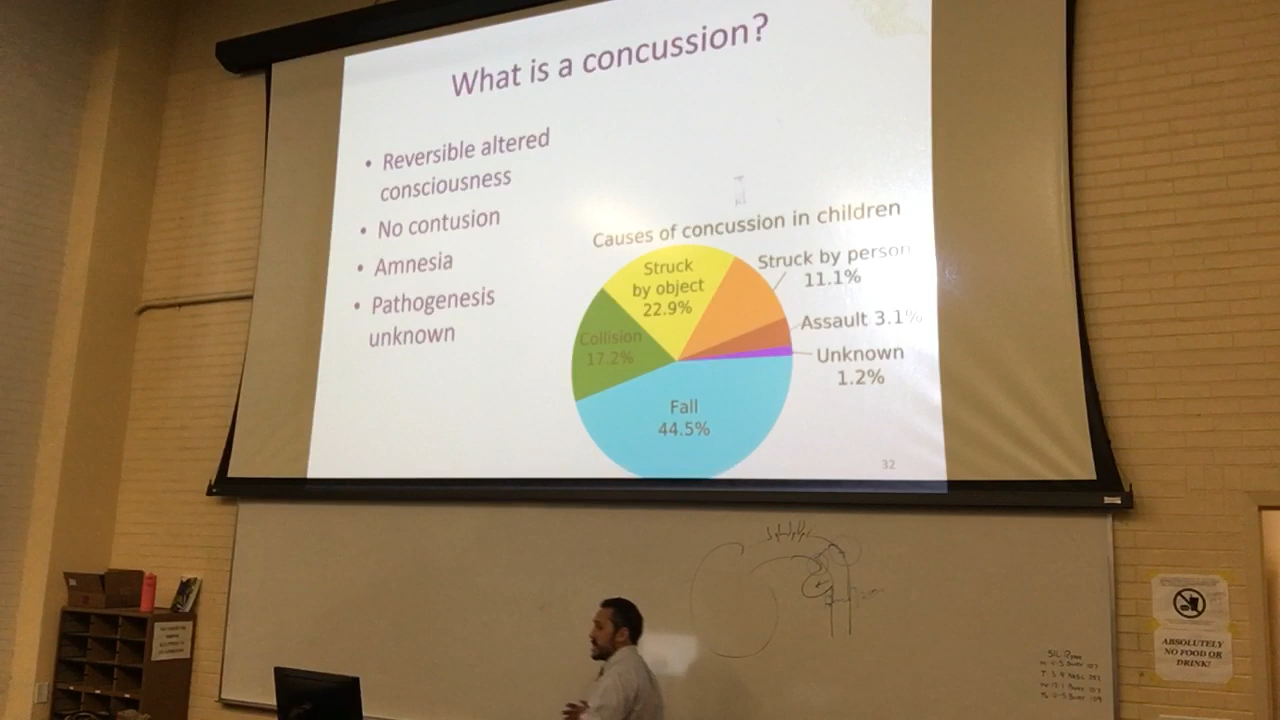 What is a concussion?
• Reversible altered
consciousness
• No contusion
• Amnesia
• Pathogenesis
unknown
Causes of concussion in children
Struck
by object
22.9%
Struck by person
11.1%
Assault 3.1%
Unknown
1.2%
Collision
17.2%
Fall
44.5%
32
ABSOLUTELY
NO FOOD OR
DRINK!